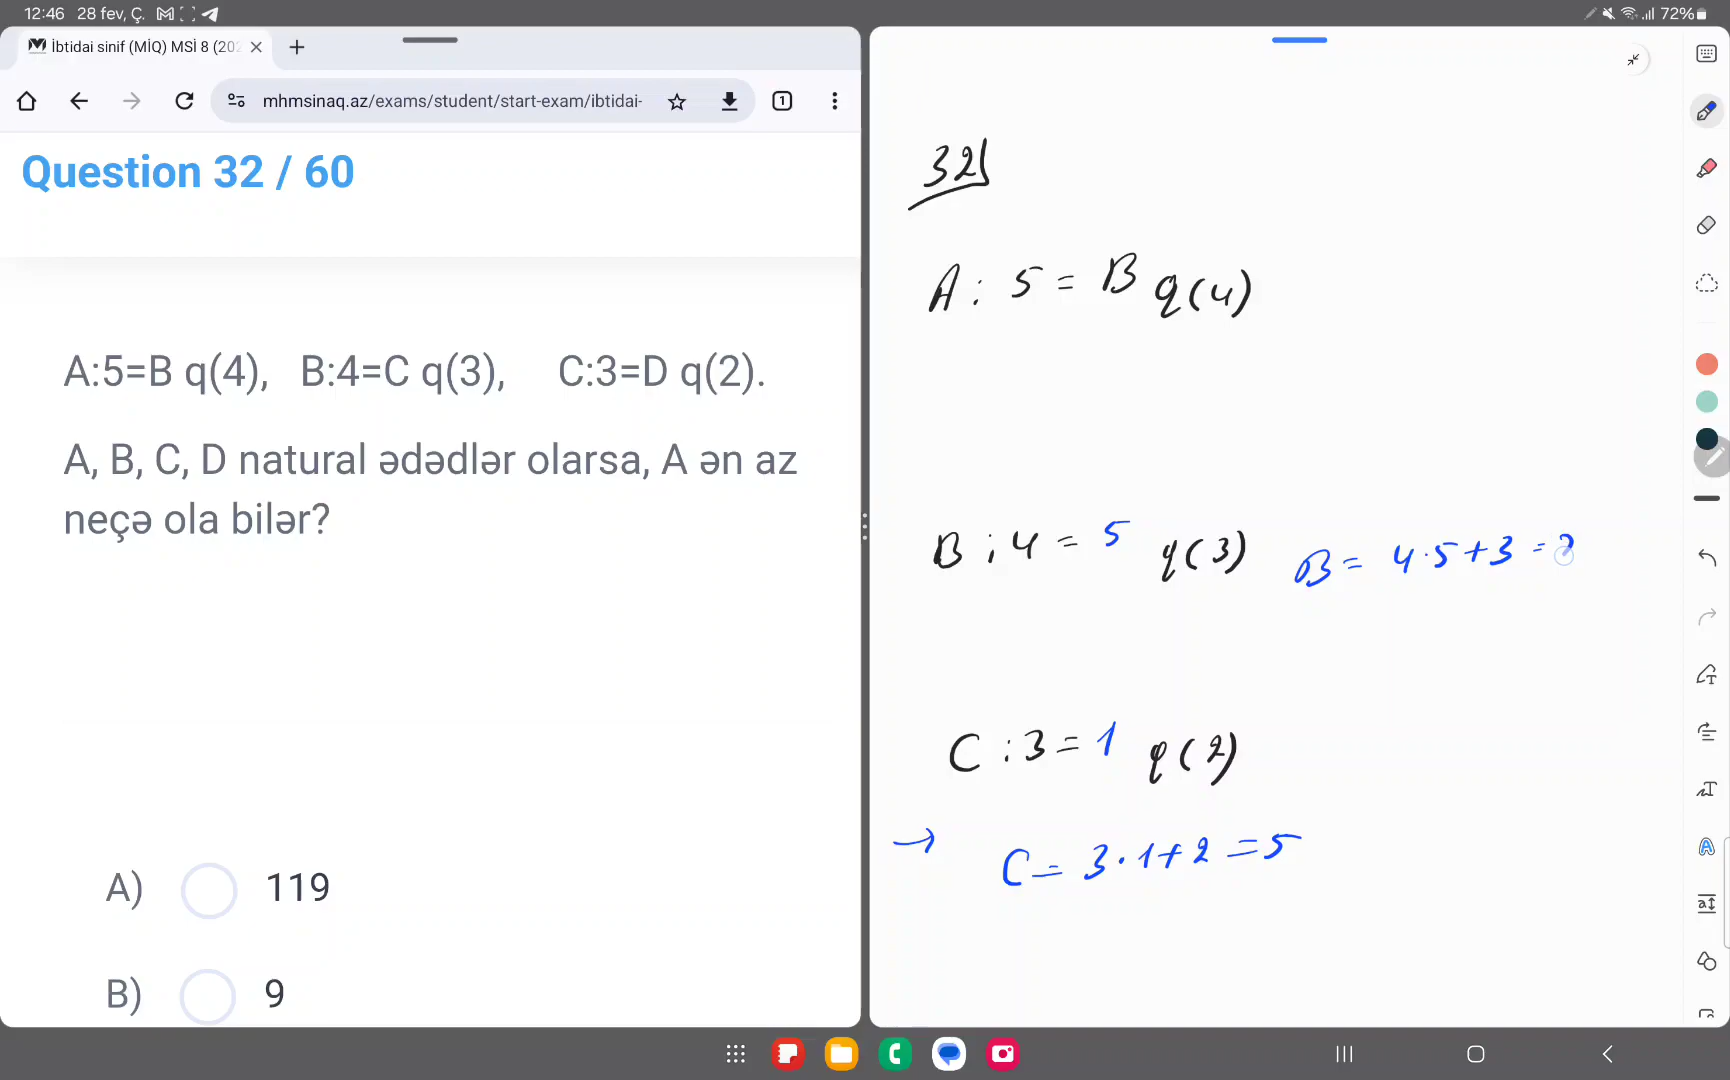 12:46 28 fev, Ç.
72%
İbtidai sinif (MİQ) MSİ 8 (202
mhmsinaq.az/exams/student/start-exam/ibtidai-
1
Question 32 / 60
A:5=B q(4), B:4=C q(3), C:3=D q(2).
A, B, C, D natural ədədlər olarsa, A ən az
neçə ola bilər?
A) 119
B) 9
32
A : 5 = B q(4)
B : 4 = 5 q(3) B = 4·5+3 =
C : 3 = 1 q(2)
→ C = 3·1+2 = 5